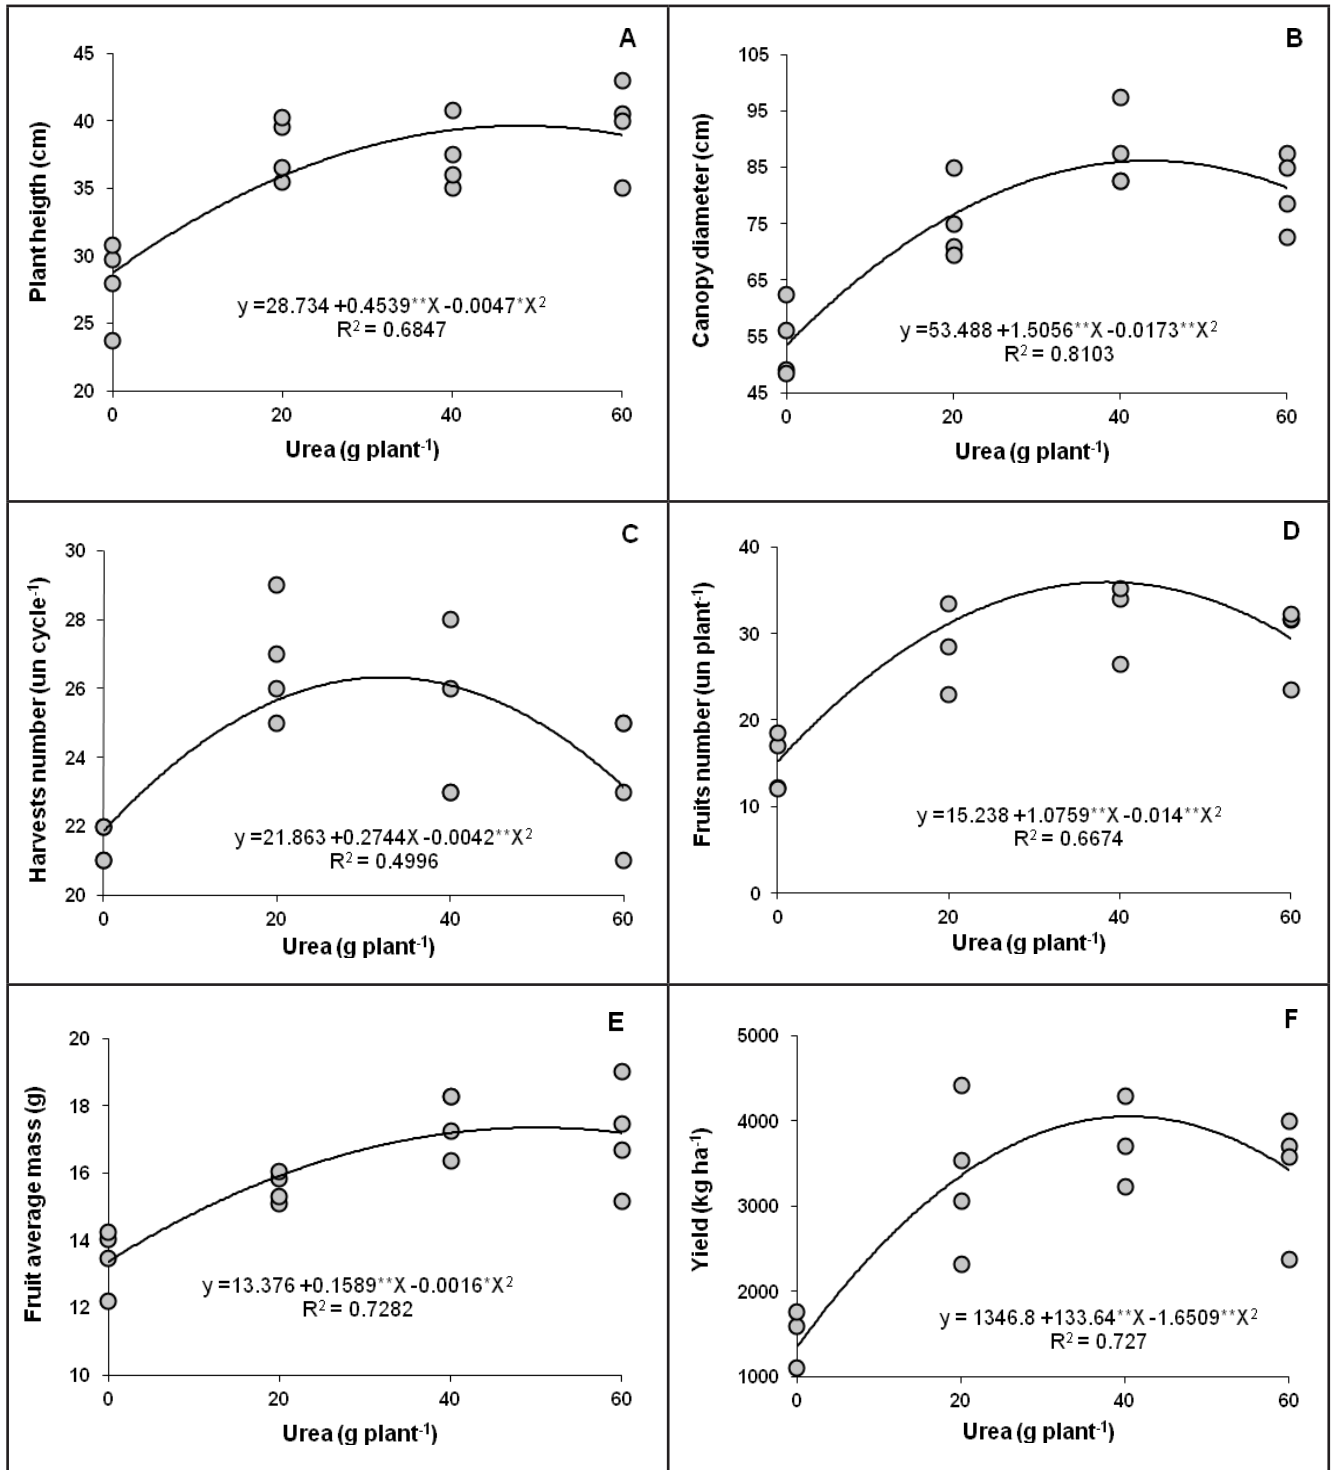 A
45
40
35
30
25
20
Plant heigth (cm)
y =28.734 +0.4539**X -0.0047*X²
R² = 0.6847
0 20 40 60
Urea (g plant⁻¹)
B
105
95
85
75
65
55
45
Canopy diameter (cm)
y =53.488 +1.5056**X -0.0173**X²
R² = 0.8103
0 20 40 60
Urea (g plant⁻¹)
C
30
28
26
24
22
20
Harvests number (un cycle⁻¹)
y =21.863 +0.2744X -0.0042**X²
R² = 0.4996
0 20 40 60
Urea (g plant⁻¹)
D
40
30
20
10
0
Fruits number (un plant⁻¹)
y =15.238 +1.0759**X -0.014**X²
R² = 0.6674
0 20 40 60
Urea (g plant⁻¹)
E
20
18
16
14
12
10
Fruit average mass (g)
y =13.376 +0.1589**X -0.0016*X²
R² = 0.7282
0 20 40 60
Urea (g plant⁻¹)
F
5000
4000
3000
2000
1000
Yield (kg ha⁻¹)
y = 1346.8 +133.64**X -1.6509**X²
R² = 0.727
0 20 40 60
Urea (g plant⁻¹)